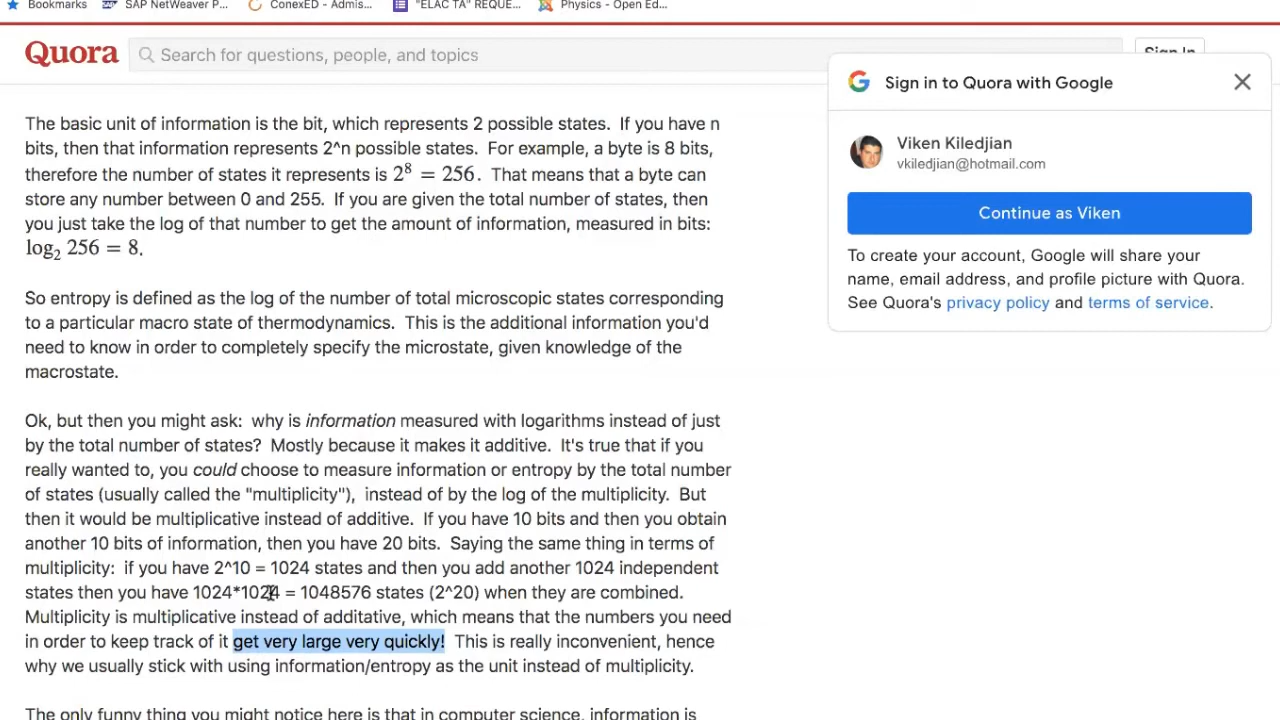 Bookmarks SAP NetWeaver P... ConexED - Admis... "ELAC TA" REQUE... Physics - Open Ed...
Quora
Search for questions, people, and topics
Sign In
The basic unit of information is the bit, which represents 2 possible states. If you have n
bits, then that information represents 2^n possible states. For example, a byte is 8 bits,
therefore the number of states it represents is 2⁸ = 256. That means that a byte can
store any number between 0 and 255. If you are given the total number of states, then
you just take the log of that number to get the amount of information, measured in bits:
log₂ 256 = 8.
So entropy is defined as the log of the number of total microscopic states corresponding
to a particular macro state of thermodynamics. This is the additional information you'd
need to know in order to completely specify the microstate, given knowledge of the
macrostate.
Ok, but then you might ask: why is information measured with logarithms instead of just
by the total number of states? Mostly because it makes it additive. It's true that if you
really wanted to, you could choose to measure information or entropy by the total number
of states (usually called the "multiplicity"), instead of by the log of the multiplicity. But
then it would be multiplicative instead of additive. If you have 10 bits and then you obtain
another 10 bits of information, then you have 20 bits. Saying the same thing in terms of
multiplicity: if you have 2^10 = 1024 states and then you add another 1024 independent
states then you have 1024*1024 = 1048576 states (2^20) when they are combined.
Multiplicity is multiplicative instead of additative, which means that the numbers you need
in order to keep track of it get very large very quickly! This is really inconvenient, hence
why we usually stick with using information/entropy as the unit instead of multiplicity.
The only funny thing you might notice here is that in computer science, information is
Sign in to Quora with Google
Viken Kiledjian
vkiledjian@hotmail.com
Continue as Viken
To create your account, Google will share your
name, email address, and profile picture with Quora.
See Quora's privacy policy and terms of service.